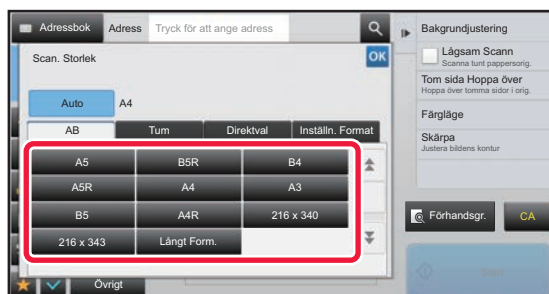 Adressbok Adress Tryck för att ange adress
Scan. Storlek OK
Auto A4
AB Tum Direktval Inställn. Format
A5 B5R B4
A5R A4 A3
B5 A4R 216 x 340
216 x 343 Långt Form.
Övrigt
Bakgrundjustering
Lågsam Scann
Scanna tunt pappersorig.
Tom sida Hoppa över
Hoppa över tomma sidor i orig.
Färgläge
Skärpa
Justera bildens kontur
Förhandsgr. CA
Start